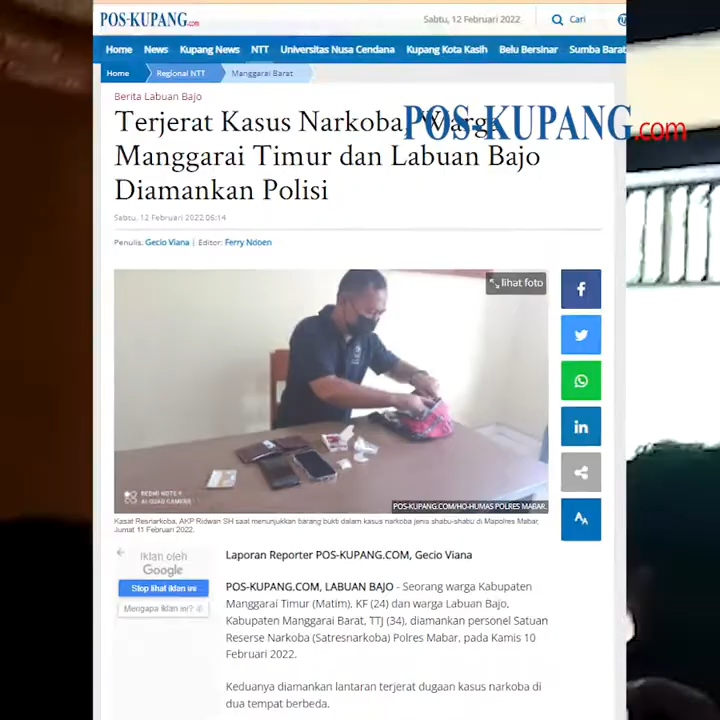 POS-KUPANG.com
Sabtu, 12 Februari 2022
Cari
Home News Kupang News NTT Universitas Nusa Cendana Kupang Kota Kasih Belu Bersinar Sumba Barat
Home Regional NTT Manggarai Barat
Berita Labuan Bajo
Terjerat Kasus Narkoba, Warga
POS-KUPANG.com
Manggarai Timur dan Labuan Bajo
Diamankan Polisi
Sabtu, 12 Februari 2022 06:14
Penulis: Gecio Viana | Editor: Ferry Ndoen
lihat foto
REDMI NOTE 9
AI QUAD CAMERA
POS-KUPANG.COM/HO-HUMAS POLRES MABAR.
Kasat Resnarkoba, AKP Ridwan SH saat menunjukkan barang bukti dalam kasus narkoba jenis shabu-shabu di Mapolres Mabar,
Jumat 11 Februari 2022.
Iklan oleh
Google
Stop lihat iklan ini
Mengapa iklan ini?
Laporan Reporter POS-KUPANG.COM, Gecio Viana
POS-KUPANG.COM, LABUAN BAJO - Seorang warga Kabupaten
Manggarai Timur (Matim), KF (24) dan warga Labuan Bajo,
Kabupaten Manggarai Barat, TTJ (34), diamankan personel Satuan
Reserse Narkoba (Satresnarkoba) Polres Mabar, pada Kamis 10
Februari 2022.
Keduanya diamankan lantaran terjerat dugaan kasus narkoba di
dua tempat berbeda.